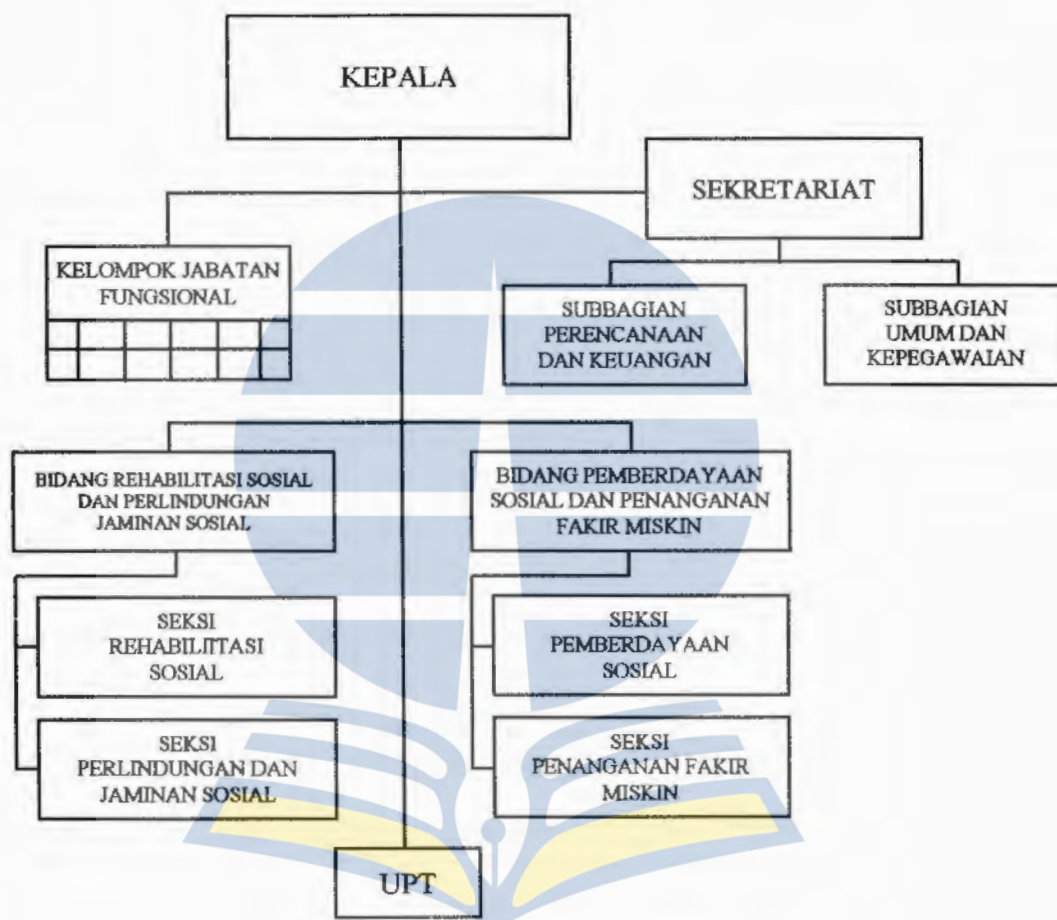 KEPALA
SEKRETARIAT
KELOMPOK JABATAN
FUNGSIONAL
SUBBAGIAN
PERENCANAAN
DAN KEUANGAN
SUBBAGIAN
UMUM DAN
KEPEGAWAIAN
BIDANG REHABILITASI SOSIAL
DAN PERLINDUNGAN
JAMINAN SOSIAL
BIDANG PEMBERDAYAAN
SOSIAL DAN PENANGANAN
FAKIR MISKIN
SEKSI
REHABILIITASI
SOSIAL
SEKSI
PEMBERDAYAAN
SOSIAL
SEKSI
PERLINDUNGAN DAN
JAMINAN SOSIAL
SEKSI
PENANGANAN FAKIR
MISKIN
UPT